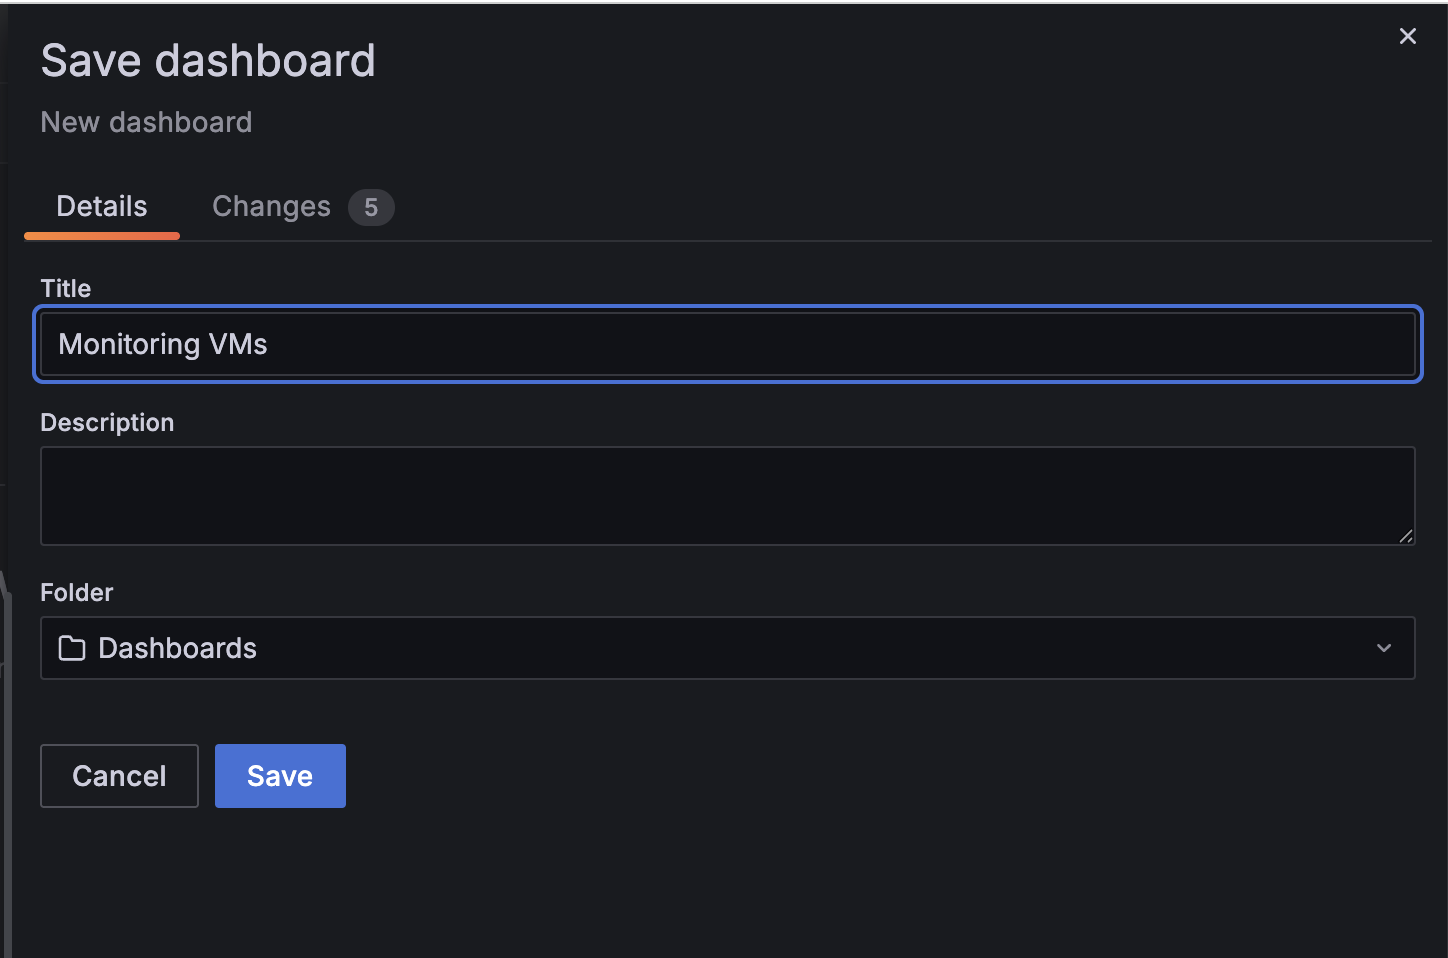 Save dashboard
New dashboard
Details Changes 5
Title
Monitoring VMs
Description
Folder
Dashboards
Cancel Save